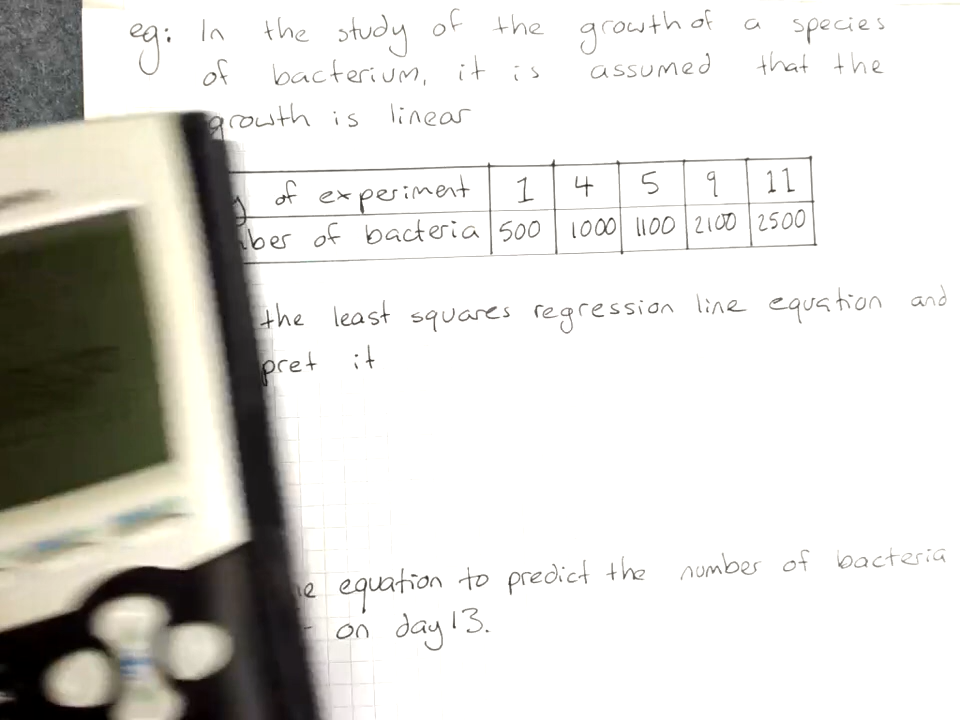 eg: In the study of the growth of a species
of bacterium, it is assumed that the
growth is linear
of experiment 1 4 5 9 11
of bacteria 500 1000 1100 2100 2500
the least squares regression line equation and
it
equation to predict the number of bacteria
on day 13.